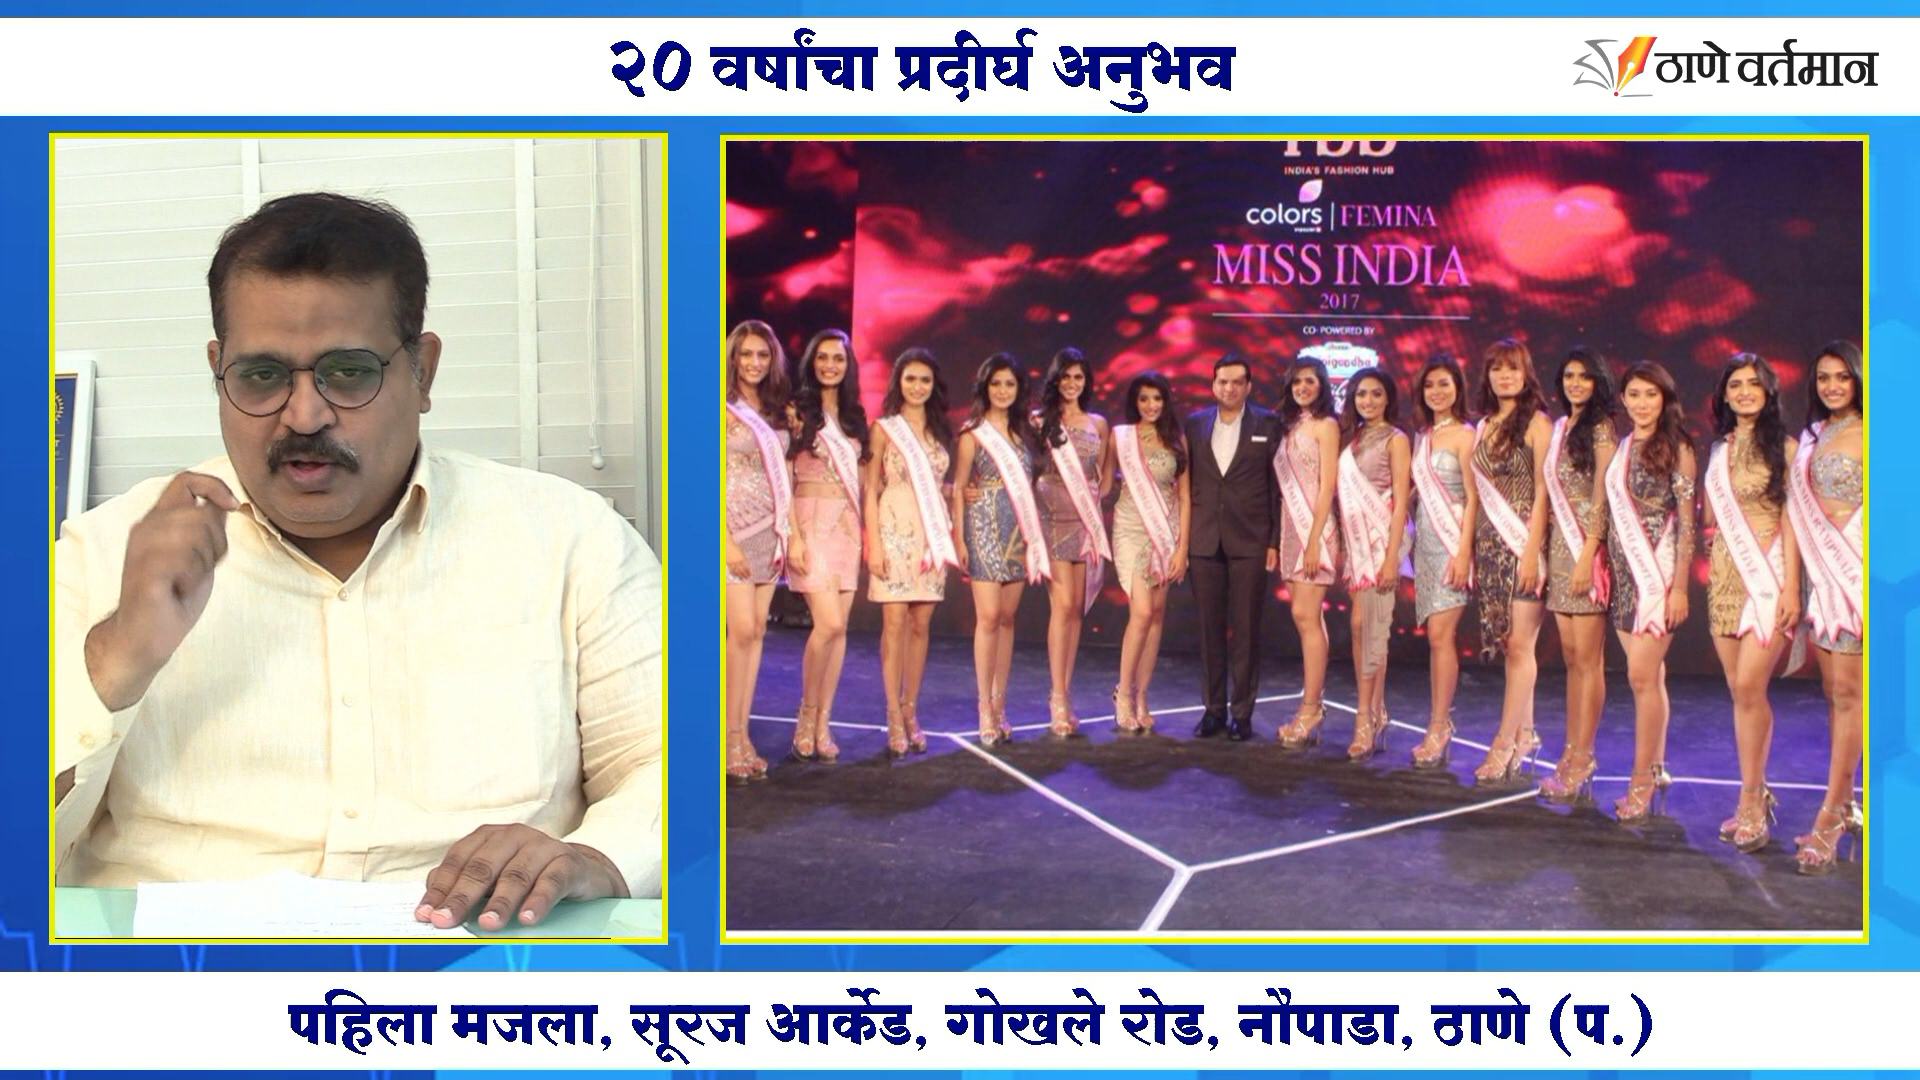 २० वर्षांचा प्रदीर्घ अनुभव
ठाणे वर्तमान
INDIA'S FASHION HUB
colors | FEMINA
MISS INDIA
2017
CO- POWERED BY
पहिला मजला, सूरज आर्केड, गोखले रोड, नौपाडा, ठाणे (प.)